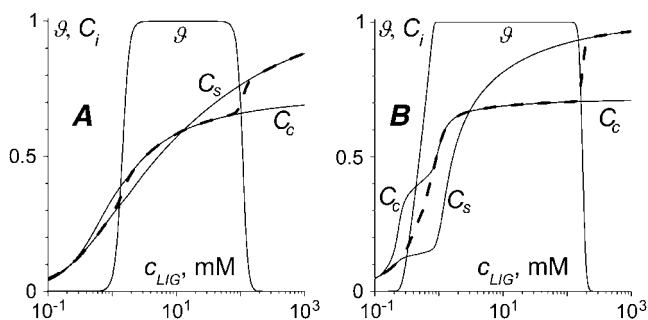 1
ϑ, C_i
ϑ
C_s
A
C_c
0.5
c_LIG, mM
0
10^-1
10^1
10^3
1
ϑ, C_i
ϑ
B
C_c
0.5
C_c
C_s
c_LIG, mM
0
10^-1
10^1
10^3